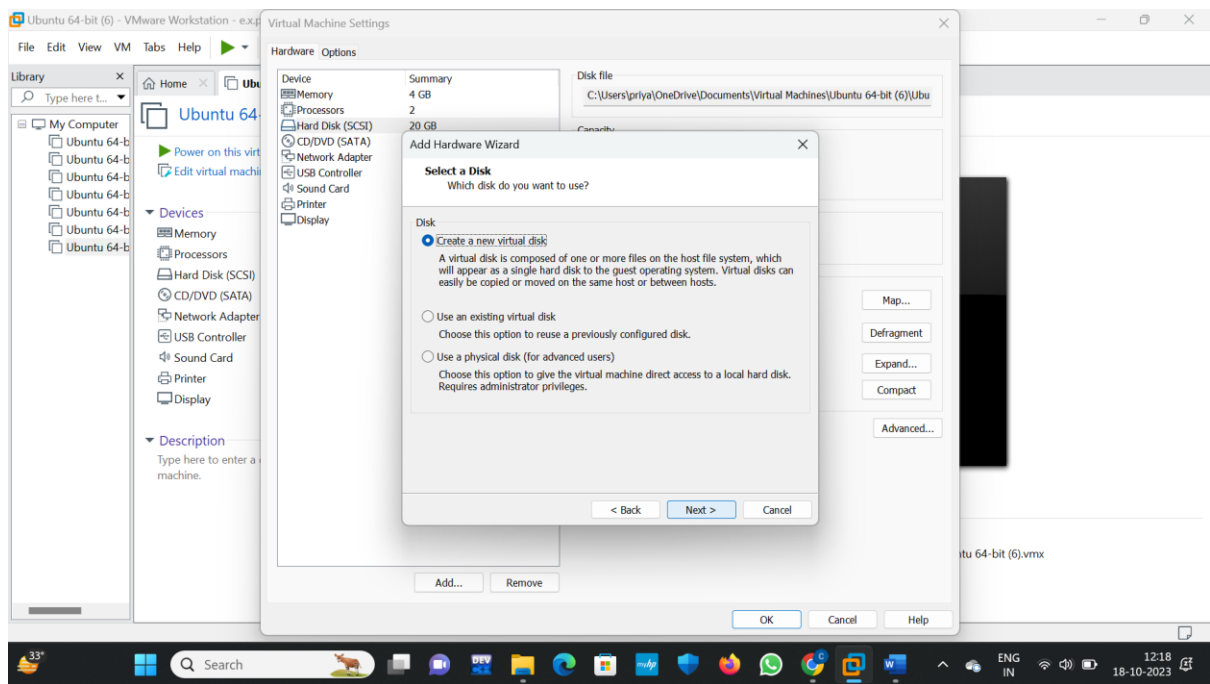 Ubuntu 64-bit (6) - VMware Workstation - e.x.p
Virtual Machine Settings
File Edit View VM Tabs Help
Hardware Options
Library
Type here t...
My Computer
Ubuntu 64-b
Ubuntu 64-b
Ubuntu 64-b
Ubuntu 64-b
Ubuntu 64-b
Ubuntu 64-b
Ubuntu 64-b
Home
Ubu
Ubuntu 64-
Power on this virt
Edit virtual machi
Devices
Memory
Processors
Hard Disk (SCSI)
CD/DVD (SATA)
Network Adapter
USB Controller
Sound Card
Printer
Display
Description
Type here to enter a
machine.
Device Summary
Memory 4 GB
Processors 2
Hard Disk (SCSI) 20 GB
CD/DVD (SATA)
Network Adapter
USB Controller
Sound Card
Printer
Display
Add... Remove
Disk file
C:\Users\priya\OneDrive\Documents\Virtual Machines\Ubuntu 64-bit (6)\Ubu
Capacity
Add Hardware Wizard
Select a Disk
Which disk do you want to use?
Disk
Create a new virtual disk
A virtual disk is composed of one or more files on the host file system, which
will appear as a single hard disk to the guest operating system. Virtual disks can
easily be copied or moved on the same host or between hosts.
Use an existing virtual disk
Choose this option to reuse a previously configured disk.
Use a physical disk (for advanced users)
Choose this option to give the virtual machine direct access to a local hard disk.
Requires administrator privileges.
< Back Next > Cancel
Map...
Defragment
Expand...
Compact
Advanced...
OK Cancel Help
ntu 64-bit (6).vmx
33°
Search
DEV
mhp
ENG
IN
12:18
18-10-2023